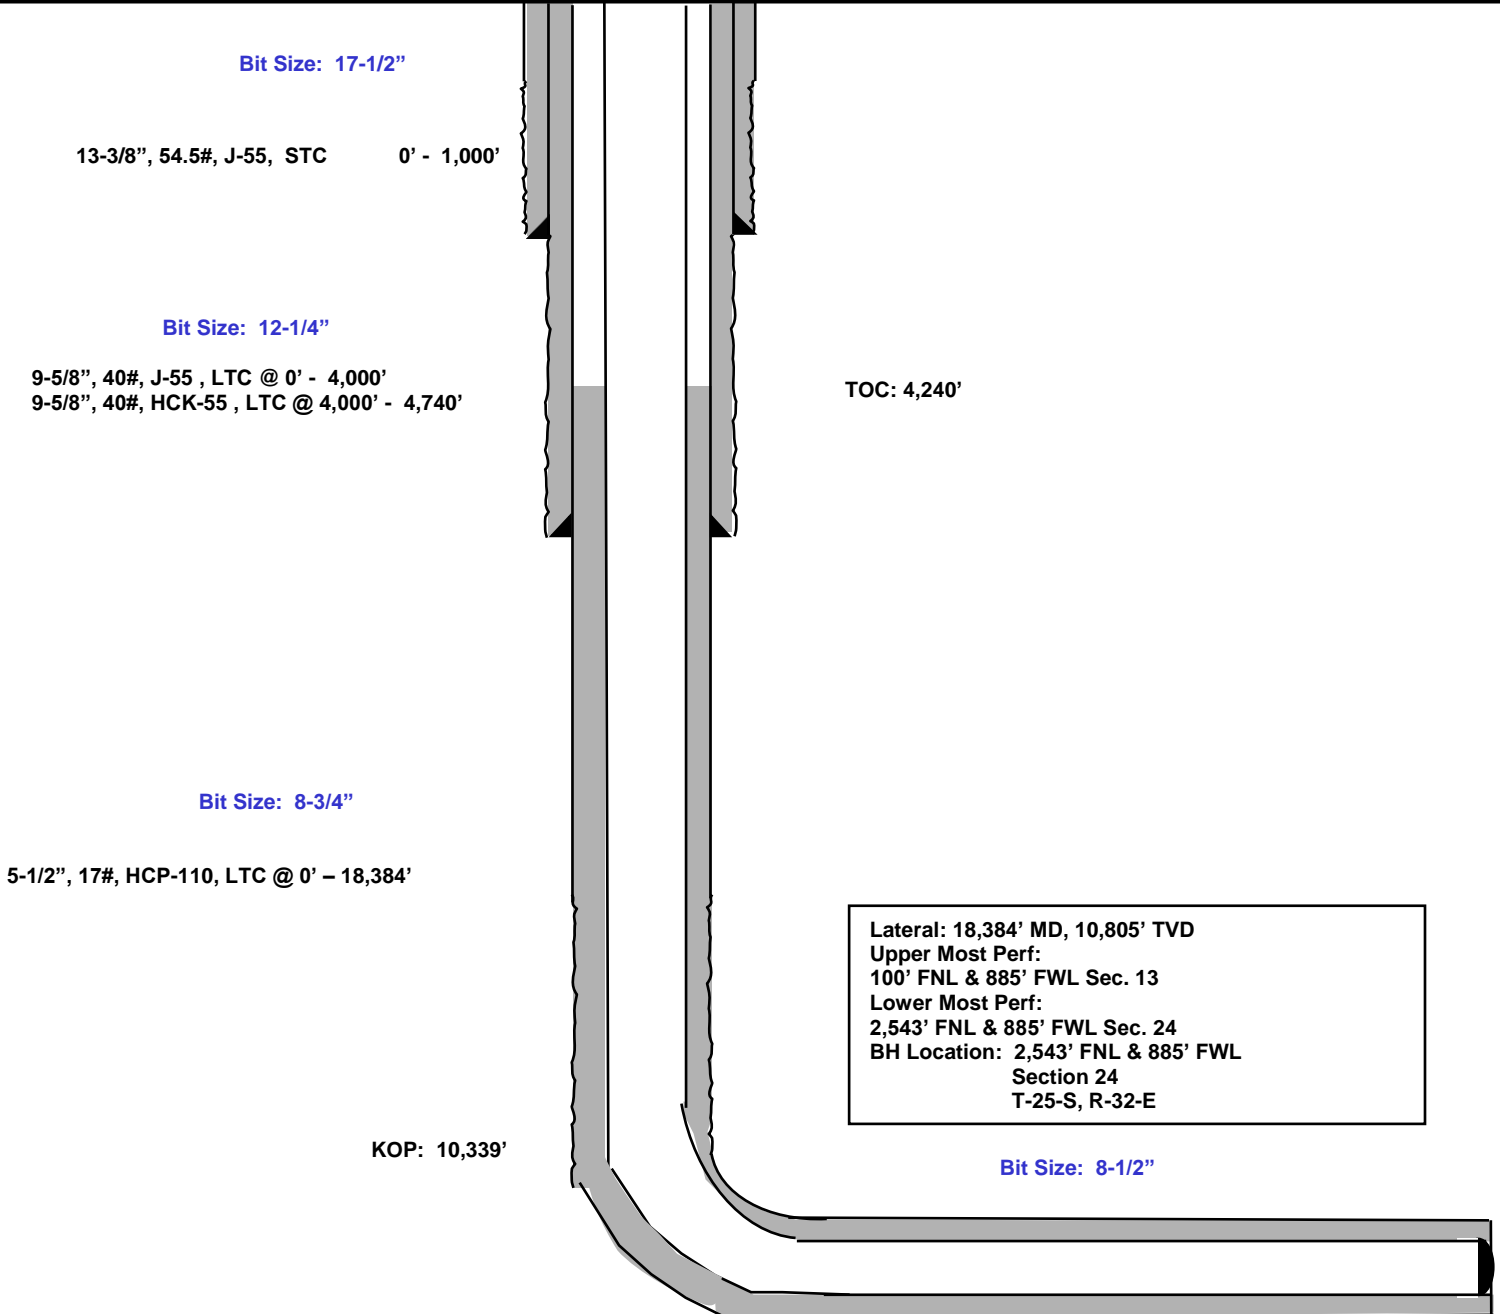 Bit Size: 17-1/2”
13-3/8”, 54.5#, J-55, STC 0’ - 1,000’
Bit Size: 12-1/4”
9-5/8”, 40#, J-55 , LTC @ 0’ - 4,000’
9-5/8”, 40#, HCK-55 , LTC @ 4,000’ - 4,740’
TOC: 4,240’
Bit Size: 8-3/4”
5-1/2”, 17#, HCP-110, LTC @ 0’ – 18,384’
Lateral: 18,384’ MD, 10,805’ TVD
Upper Most Perf:
100’ FNL & 885’ FWL Sec. 13
Lower Most Perf:
2,543’ FNL & 885’ FWL Sec. 24
BH Location: 2,543’ FNL & 885’ FWL
Section 24
T-25-S, R-32-E
KOP: 10,339’
Bit Size: 8-1/2”